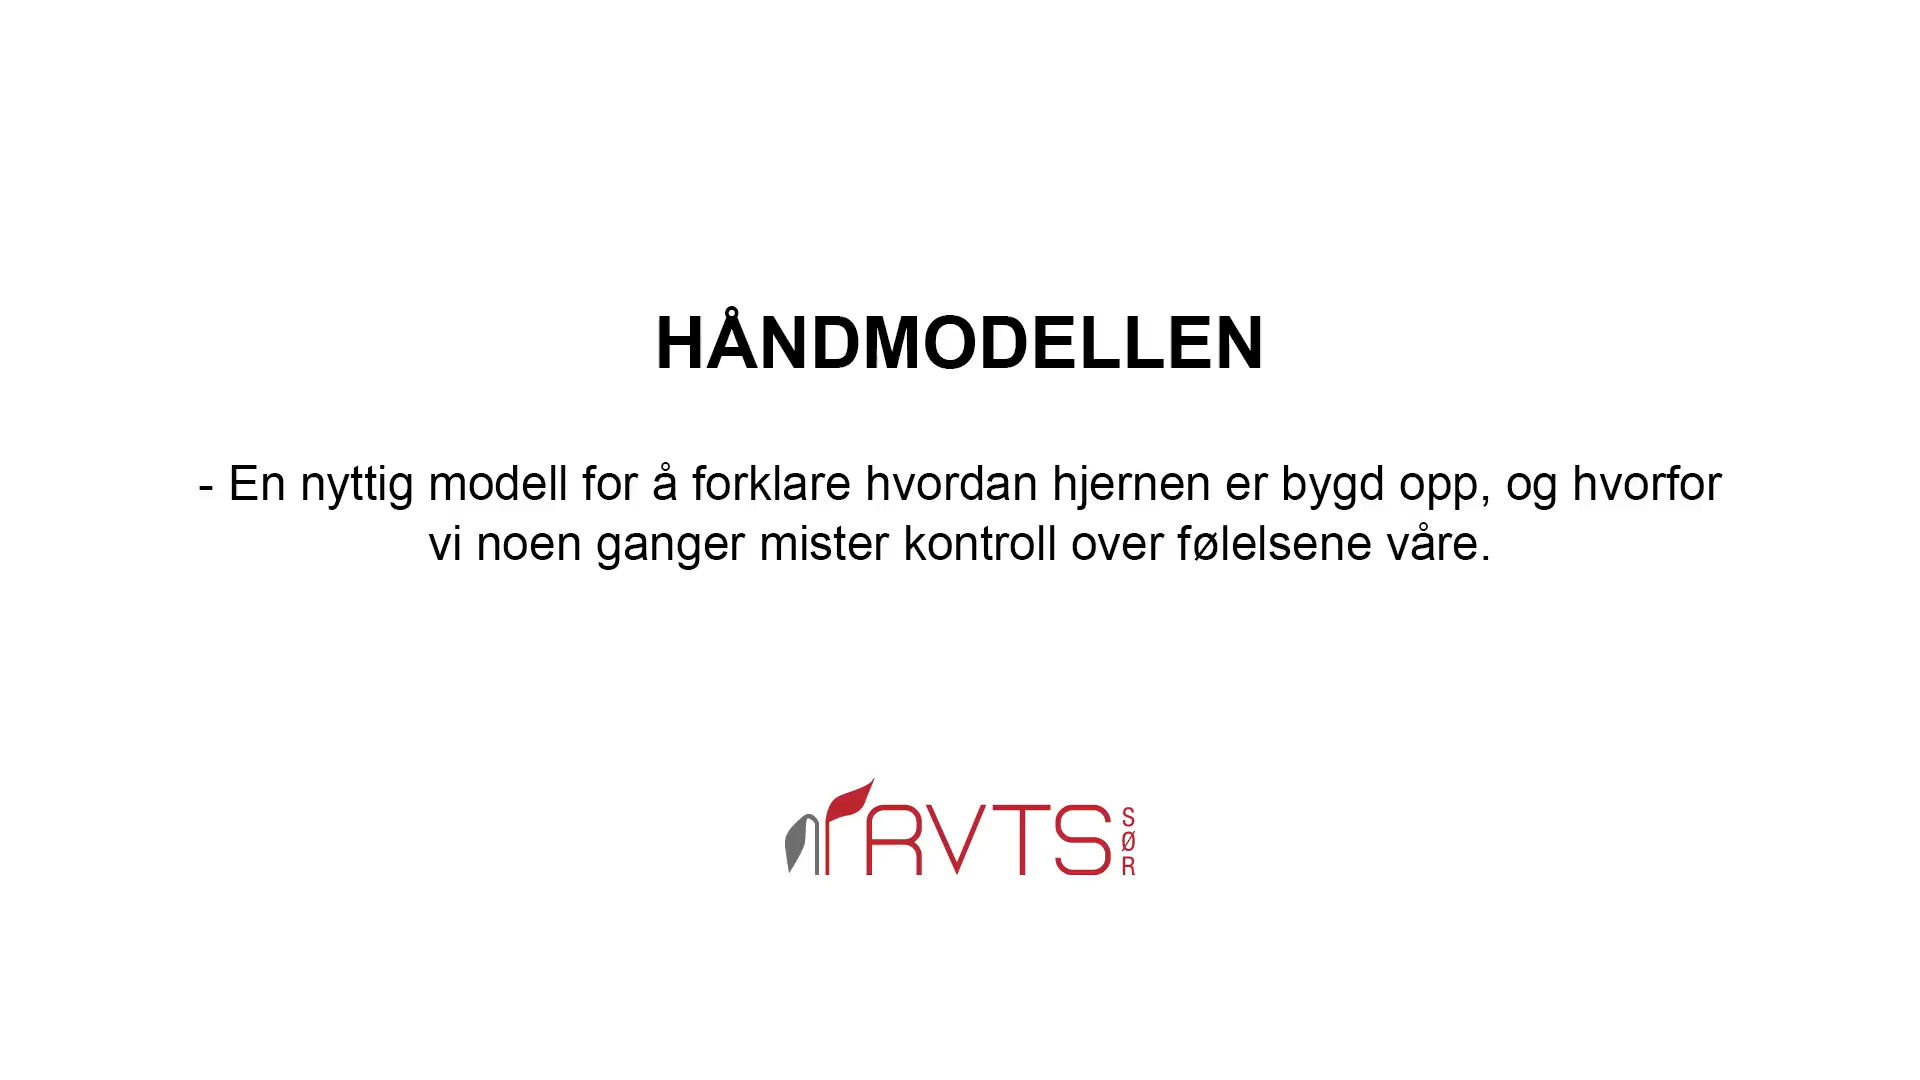 HÅNDMODELLEN
- En nyttig modell for å forklare hvordan hjernen er bygd opp, og hvorfor
vi noen ganger mister kontroll over følelsene våre.
RVTS SØR